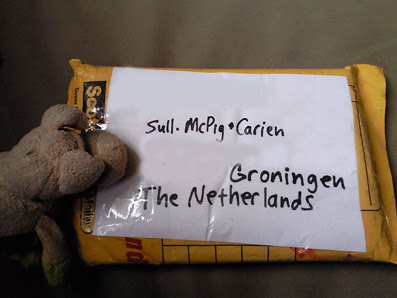 Sull. McPig + Carien
Groningen
The Netherlands